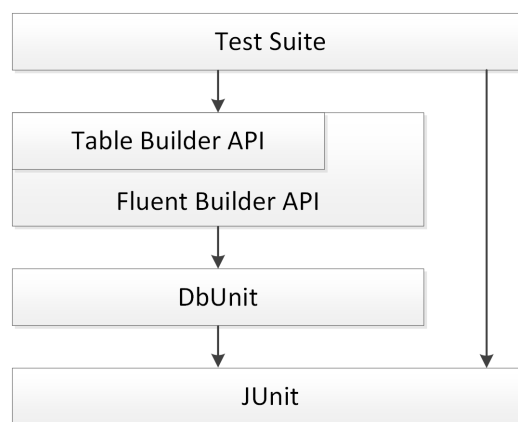 Test Suite
Table Builder API
Fluent Builder API
DbUnit
JUnit